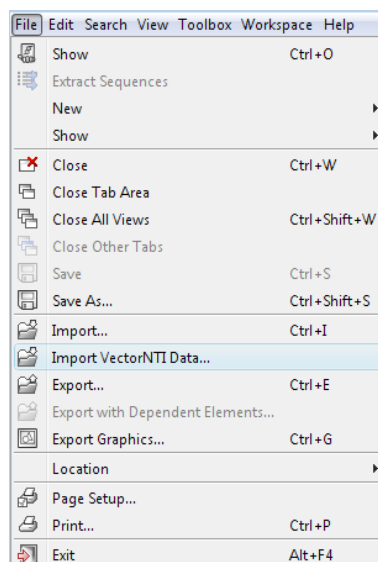 File Edit Search View Toolbox Workspace Help
Show Ctrl+O
Extract Sequences
New
Show
Close Ctrl+W
Close Tab Area
Close All Views Ctrl+Shift+W
Close Other Tabs
Save Ctrl+S
Save As... Ctrl+Shift+S
Import... Ctrl+I
Import VectorNTI Data...
Export... Ctrl+E
Export with Dependent Elements...
Export Graphics... Ctrl+G
Location
Page Setup...
Print... Ctrl+P
Exit Alt+F4